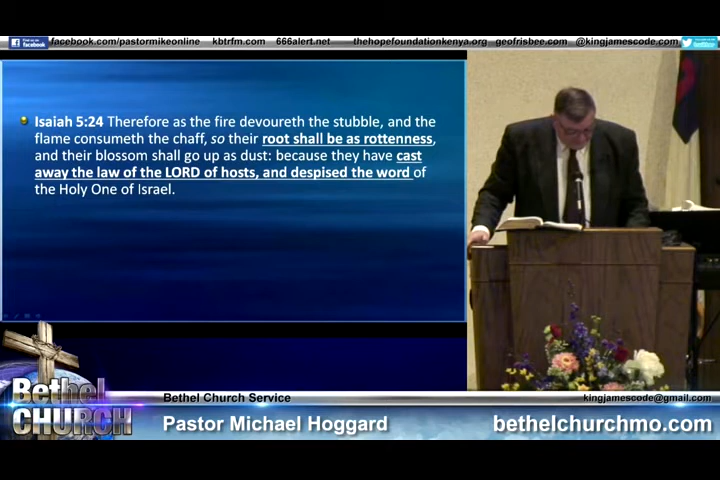 Find us on facebook
facebook.com/pastormikeonline kbtrfm.com 666alert.net thehopefoundationkenya.org geofrisbee.com @kingjamescode.com
Isaiah 5:24 Therefore as the fire devoureth the stubble, and the
flame consumeth the chaff, so their root shall be as rottenness,
and their blossom shall go up as dust: because they have cast
away the law of the LORD of hosts, and despised the word of
the Holy One of Israel.
Bethel
CHURCH
Bethel Church Service kingjamescode@gmail.com
Pastor Michael Hoggard bethelchurchmo.com